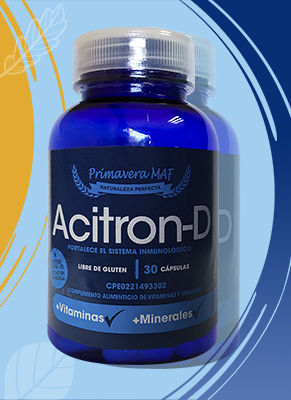 Primavera MAF
NATURALEZA PERFECTA
Acitron-D
FORTALECE EL SISTEMA INMUNOLÓGICO
LIBRE DE GLUTEN | 30 CÁPSULAS
CPE0221493302
COMPLEMENTO ALIMENTICIO DE VITAMINAS Y MINERALES
+Vitaminas
+Minerales